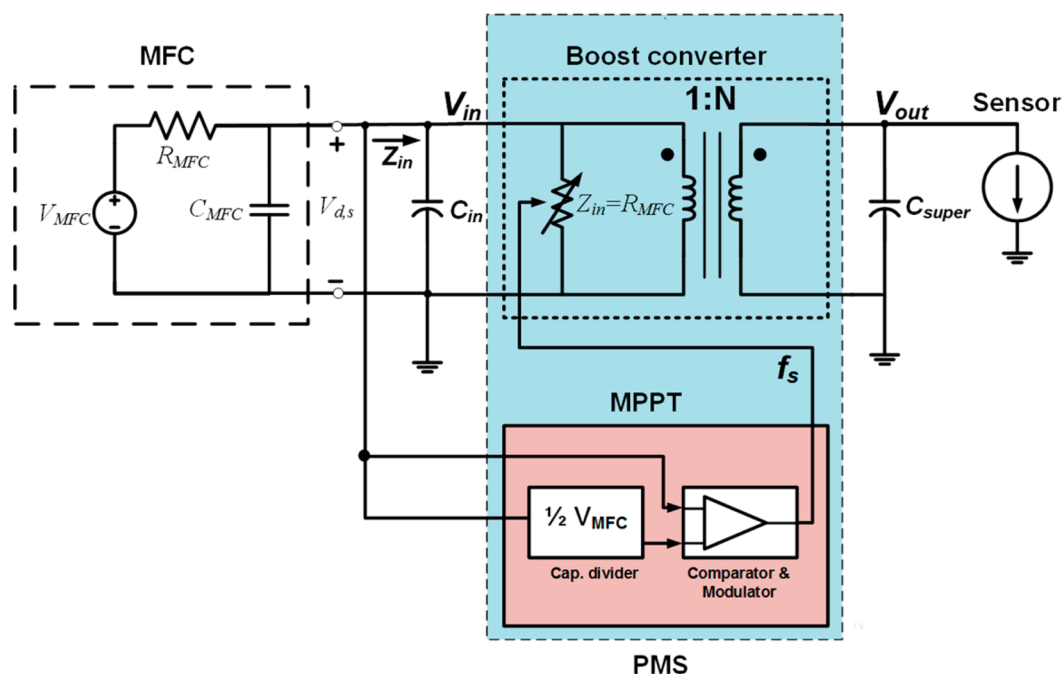 MFC
Boost converter
1:N
V_in
V_out
Sensor
R_MFC
+
Z_in
V_MFC
+
−
C_MFC
V_d,s
C_in
Z_in=R_MFC
C_super
−
f_s
MPPT
½ V_MFC
Cap. divider
Comparator &
Modulator
PMS